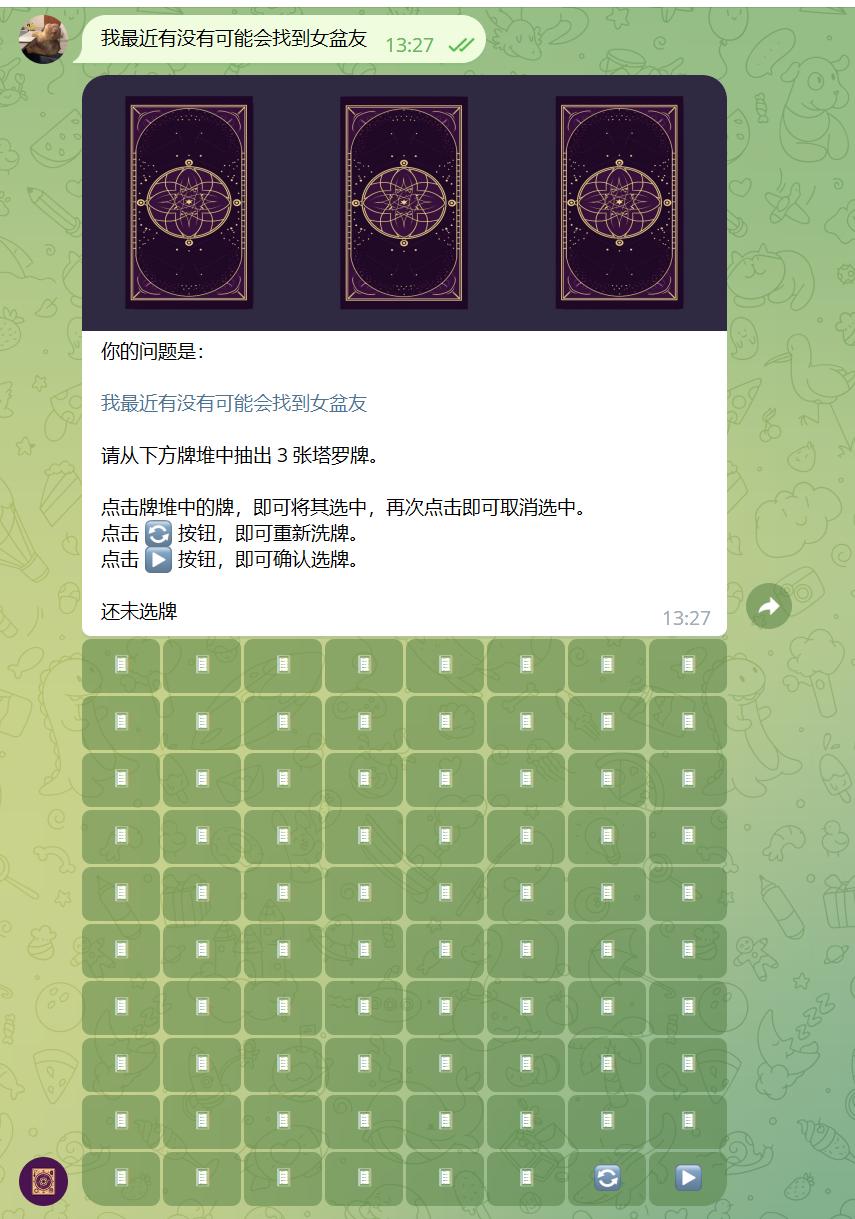 我最近有没有可能会找到女盆友 13:27
你的问题是：
我最近有没有可能会找到女盆友
请从下方牌堆中抽出 3 张塔罗牌。
点击牌堆中的牌，即可将其选中，再次点击即可取消选中。
点击 🔄 按钮，即可重新洗牌。
点击 ▶️ 按钮，即可确认选牌。
还未选牌
13:27